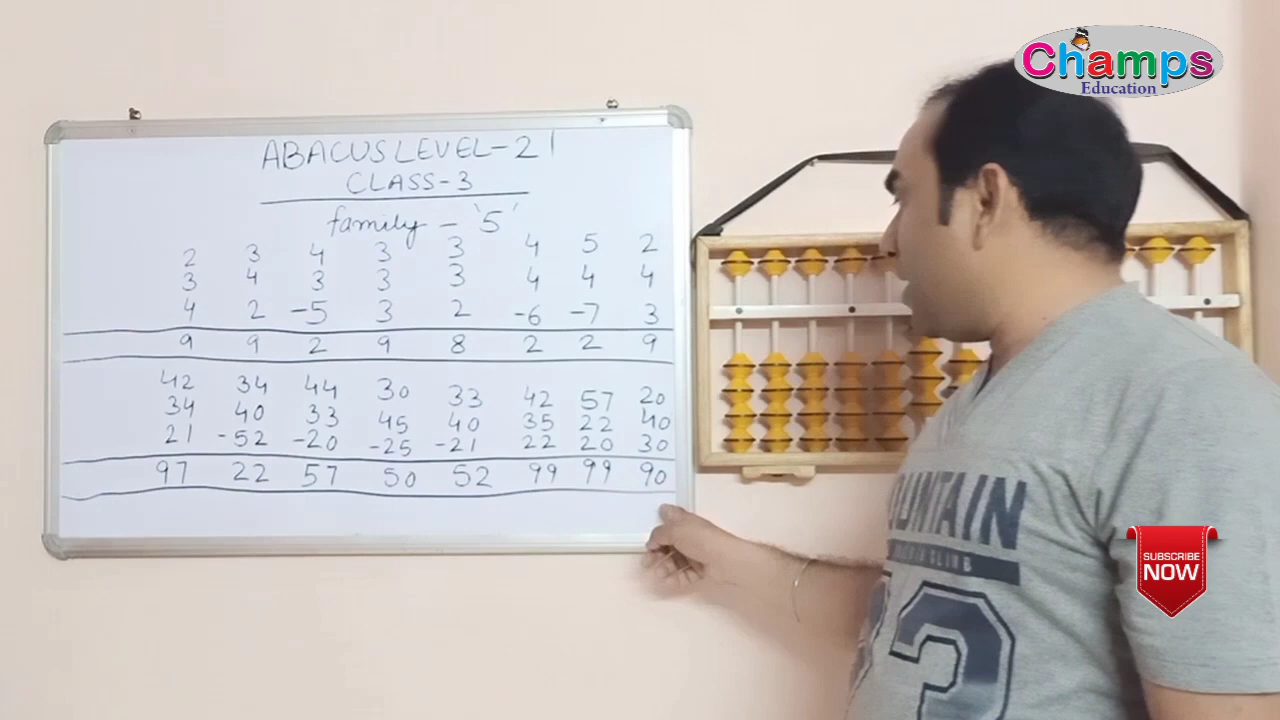 Champs
Education
ABACUS LEVEL-21
CLASS-3
family - '5'
2 3 4 3 3 4 5 2
3 4 3 3 3 4 4 4
4 2 -5 3 2 -6 -7 3
9 9 2 9 8 2 2 9
42 34 44 30 33 42 57 20
34 40 33 45 40 35 22 40
21 -52 -20 -25 -21 22 20 30
97 22 57 50 52 99 99 90
SUBSCRIBE
NOW